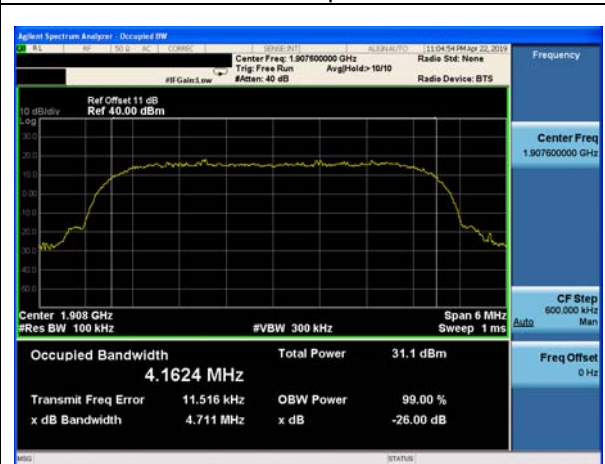 Agilent Spectrum Analyzer - Occupied BW
RL RF 50 Ω AC CORREC SENSE:INT ALIGN AUTO 11:04:54 PM Apr 22, 2019
Center Freq: 1.907600000 GHz Radio Std: None
Trig: Free Run Avg|Hold:> 10/10
#IFGain:Low #Atten: 40 dB Radio Device: BTS
Ref Offset 11 dB
10 dB/div Ref 40.00 dBm
Log
30.0
20.0
10.0
0.00
-10.0
-20.0
-30.0
-40.0
-50.0
Center 1.908 GHz Span 6 MHz
#Res BW 100 kHz #VBW 300 kHz Sweep 1 ms
Occupied Bandwidth Total Power 31.1 dBm
4.1624 MHz
Transmit Freq Error 11.516 kHz OBW Power 99.00 %
x dB Bandwidth 4.711 MHz x dB -26.00 dB
MSG STATUS
Frequency
Center Freq
1.907600000 GHz
CF Step
600.000 kHz
Auto Man
Freq Offset
0 Hz